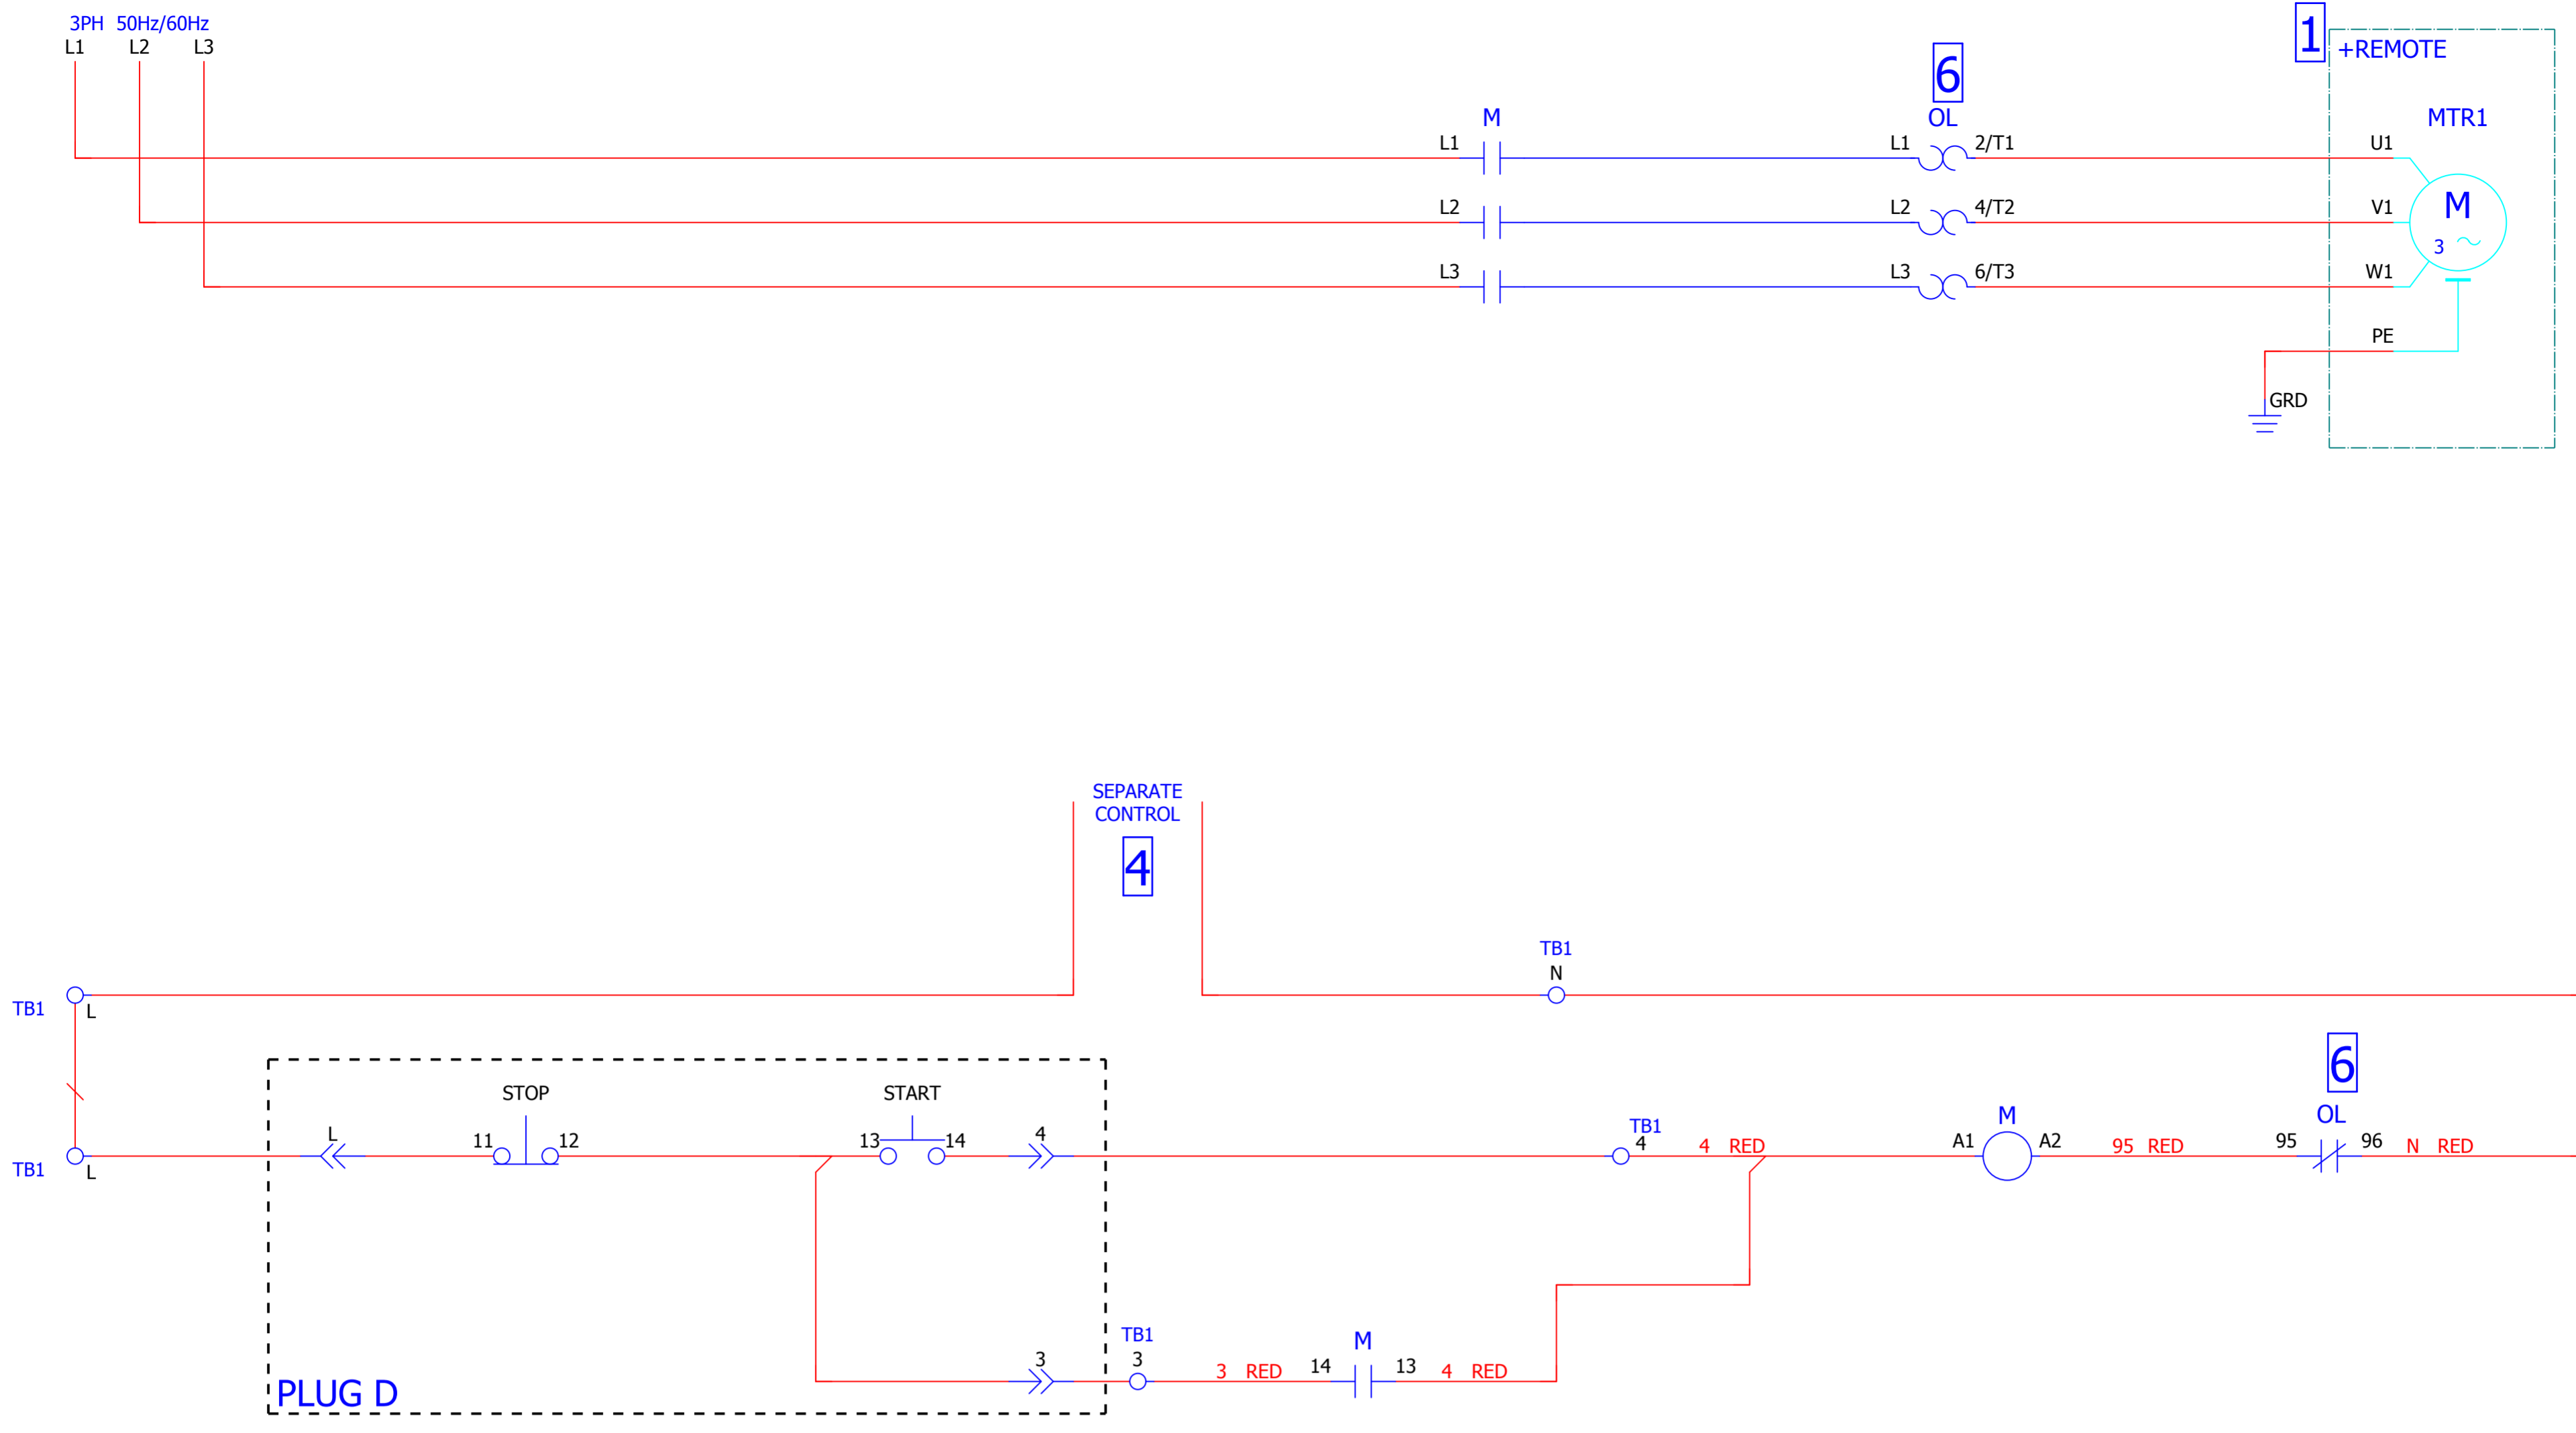 3PH 50Hz/60Hz
L1 L2 L3
1
+REMOTE
6
M
OL
MTR1
L1 L1 2/T1 U1
L2 L2 4/T2 V1
M
3
L3 L3 6/T3 W1
PE
GRD
SEPARATE
CONTROL
4
TB1
N
TB1
L
6
STOP
START
OL
M
TB1
L
11
12
13
14
4
4
4 RED
A1
A2
95 RED
95
96
N RED
TB1
L
TB1
M
3
3
3 RED
14
13
4 RED
PLUG D